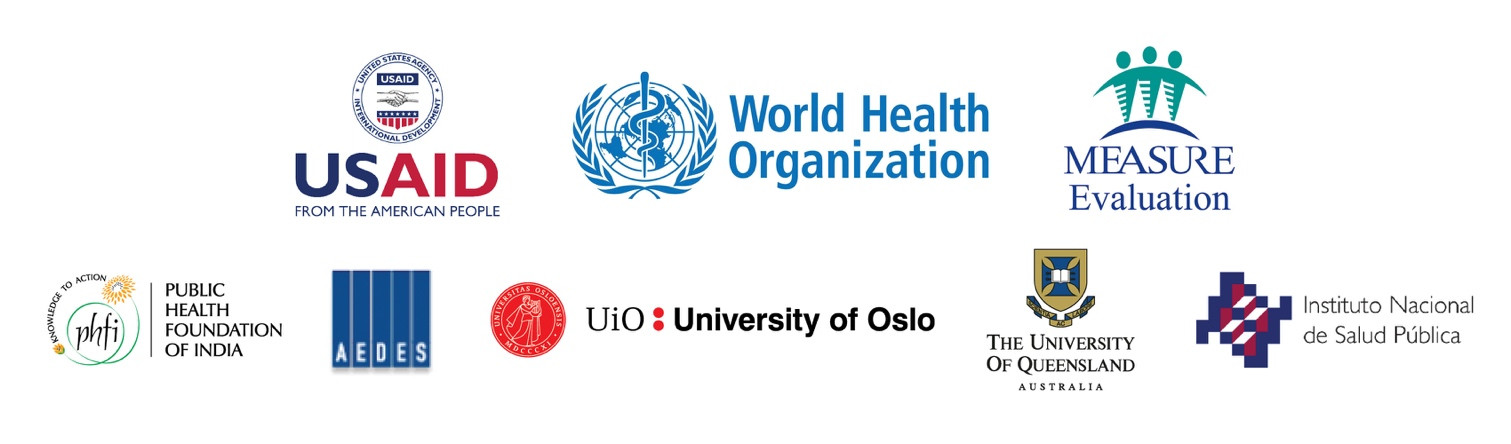 UNITED STATES AGENCY
USAID
INTERNATIONAL DEVELOPMENT
USAID
FROM THE AMERICAN PEOPLE
World Health
Organization
MEASURE
Evaluation
KNOWLEDGE TO ACTION
phfi
PUBLIC
HEALTH
FOUNDATION
OF INDIA
AEDES
UNIVERSITAS OSLOENSIS
MDCCCXI
UiO : University of Oslo
AC
THE UNIVERSITY
OF QUEENSLAND
AUSTRALIA
Instituto Nacional
de Salud Pública